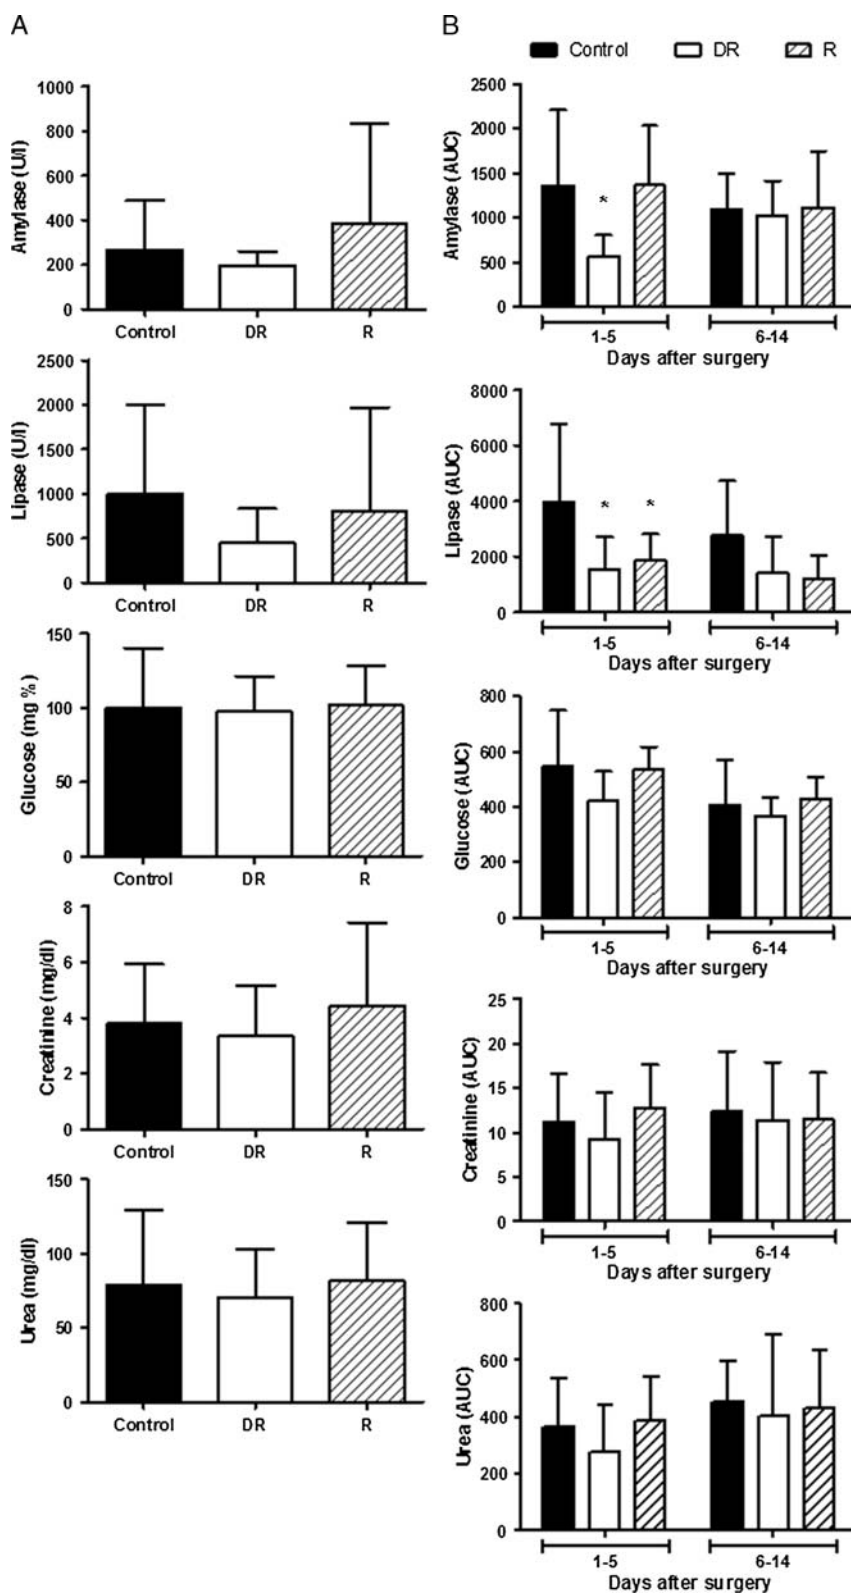 A
Amylase (U/l)
1000
800
600
400
200
0
Control DR R
Lipase (U/l)
2500
2000
1500
1000
500
0
Control DR R
Glucose (mg %)
150
100
50
0
Control DR R
Creatinine (mg/dl)
8
6
4
2
0
Control DR R
Urea (mg/dl)
150
100
50
0
Control DR R
B
Control DR R
Amylase (AUC)
2500
2000
1500
1000
500
0
*
1-5 6-14
Days after surgery
Lipase (AUC)
8000
6000
4000
2000
0
* *
1-5 6-14
Days after surgery
Glucose (AUC)
800
600
400
200
0
1-5 6-14
Days after surgery
Creatinine (AUC)
25
20
15
10
5
0
1-5 6-14
Days after surgery
Urea (AUC)
800
600
400
200
0
1-5 6-14
Days after surgery